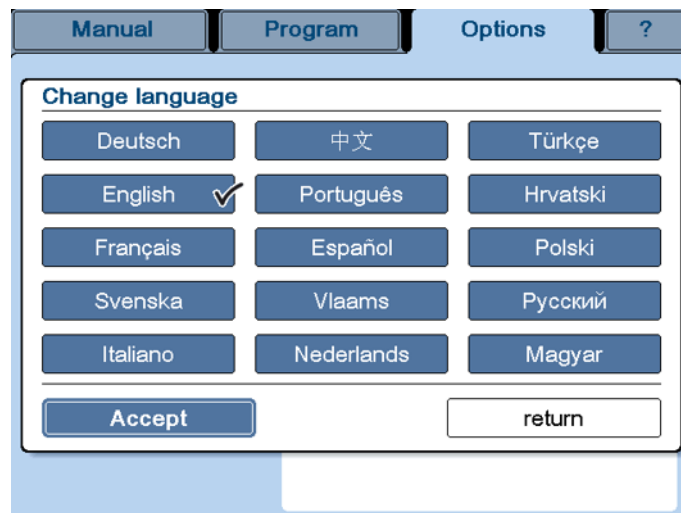 Manual Program Options ?
Change language
Deutsch 中文 Türkçe
English Português Hrvatski
Français Español Polski
Svenska Vlaams Русский
Italiano Nederlands Magyar
Accept return